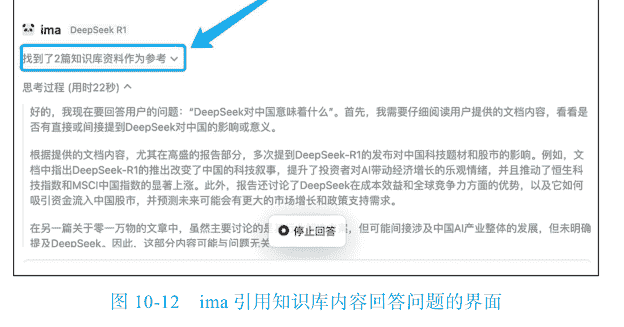 ima DeepSeek R1
找到了2篇知识库资料作为参考
思考过程 (用时22秒)
好的，我现在要回答用户的问题：“DeepSeek对中国意味着什么”。首先，我需要仔细阅读用户提供的文档内容，看看是
否有直接或间接提到DeepSeek对中国的影响或意义。
根据提供的文档内容，尤其在高盛的报告部分，多次提到DeepSeek-R1的发布对中国科技题材和股市的影响。例如，文
档中指出DeepSeek-R1的推出改变了中国的科技叙事，提升了投资者对AI带动经济增长的乐观情绪，并且推动了恒生科
技指数和MSCI中国指数的显著上涨。此外，报告还讨论了DeepSeek在成本效益和全球竞争力方面的优势，以及它如何
吸引资金流入中国股市，并预测未来可能会有更大的市场增长和政策支持需求。
在另一篇关于零一万物的文章中，虽然主要讨论的是 ，但可能间接涉及中国AI产业整体的发展，但未明确
提及DeepSeek。因此，这部分内容可能与问题无关
停止回答
图 10-12 ima 引用知识库内容回答问题的界面